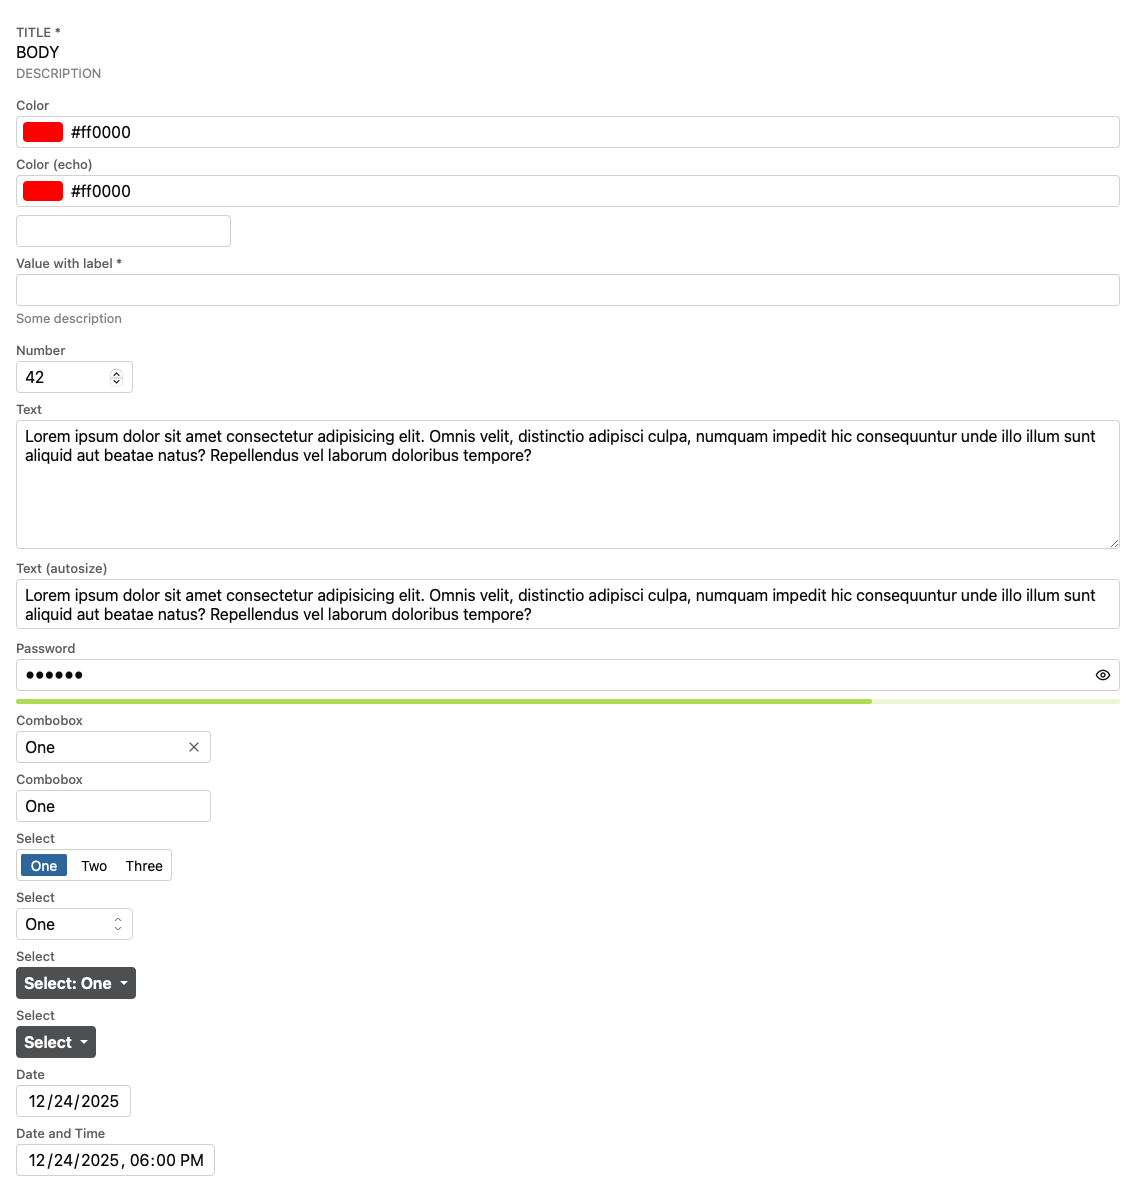 TITLE *
BODY
DESCRIPTION
Color
#ff0000
Color (echo)
#ff0000
Value with label *
Some description
Number
42
Text
Lorem ipsum dolor sit amet consectetur adipisicing elit. Omnis velit, distinctio adipisci culpa, numquam impedit hic consequuntur unde illo illum sunt
aliquid aut beatae natus? Repellendus vel laborum doloribus tempore?
Text (autosize)
Lorem ipsum dolor sit amet consectetur adipisicing elit. Omnis velit, distinctio adipisci culpa, numquam impedit hic consequuntur unde illo illum sunt
aliquid aut beatae natus? Repellendus vel laborum doloribus tempore?
Password
●●●●●●
Combobox
One
Combobox
One
Select
One Two Three
Select
One
Select
Select: One
Select
Select
Date
12/24/2025
Date and Time
12/24/2025, 06:00 PM